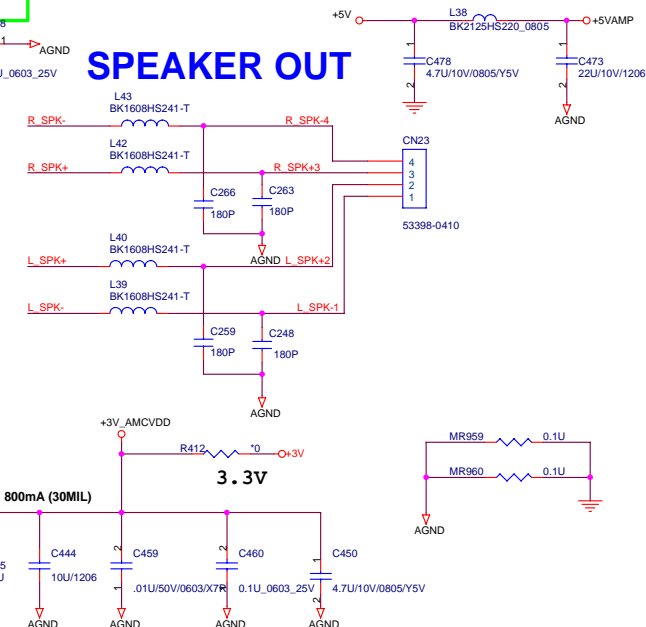 8
1
AGND
U_0603_25V
SPEAKER OUT
+5V
L38
BK2125HS220_0805
+5VAMP
1
C478
4.7U/10V/0805/Y5V
2
1
C473
22U/10V/1206
2
AGND
L43
BK1608HS241-T
R_SPK-
R_SPK-4
L42
BK1608HS241-T
R_SPK+
R_SPK+3
CN23
4
3
2
1
53398-0410
C266
180P
C263
180P
AGND
L40
BK1608HS241-T
L_SPK+
L_SPK+2
L39
BK1608HS241-T
L_SPK-
L_SPK-1
C259
180P
C248
180P
AGND
+3V_AMCVDD
R412
*0
+3V
3.3V
800mA (30MIL)
MR959
0.1U
MR960
0.1U
AGND
5
U
C444
10U/1206
2
C459
1
.01U/50V/0603/X7R
2
C460
1
0.1U_0603_25V
1
C450
2
4.7U/10V/0805/Y5V
AGND
AGND
AGND
AGND